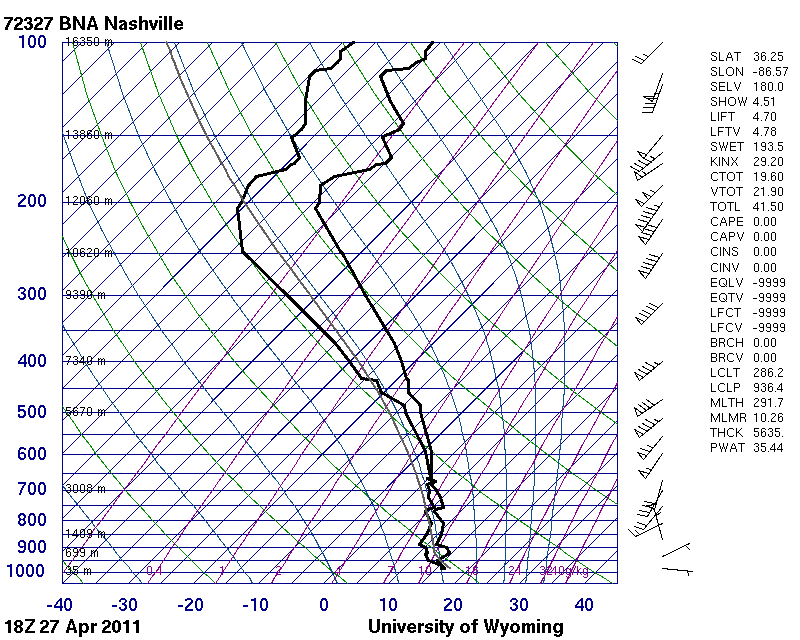 72327 BNA Nashville
100
16350 m
13860 m
200
12060 m
10620 m
300
9390 m
400
7340 m
500
5670 m
600
700
3008 m
800
1489 m
900
699 m
1000
35 m
0.4 1 2 4 7 10 16 24 32 40g/kg
-40 -30 -20 -10 0 10 20 30 40
18Z 27 Apr 2011 University of Wyoming
SLAT 36.25
SLON -86.57
SELV 180.0
SHOW 4.51
LIFT 4.70
LFTV 4.78
SWET 193.5
KINX 29.20
CTOT 19.60
VTOT 21.90
TOTL 41.50
CAPE 0.00
CAPV 0.00
CINS 0.00
CINV 0.00
EQLV -9999
EQTV -9999
LFCT -9999
LFCV -9999
BRCH 0.00
BRCV 0.00
LCLT 286.2
LCLP 936.4
MLTH 291.7
MLMR 10.26
THCK 5635.
PWAT 35.44